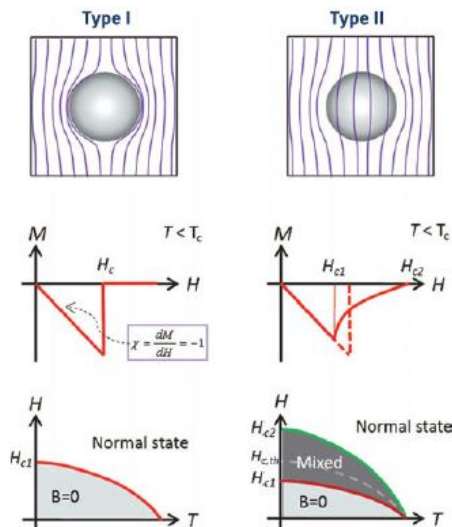 Type I
Type II
M
T < Tc
Hc
H
χ = dM/dH = −1
M
T < Tc
Hc1
Hc2
H
H
Normal state
Hc1
B=0
T
H
Normal state
Hc2
Mixed
Hc,th
Hc1
B=0
T